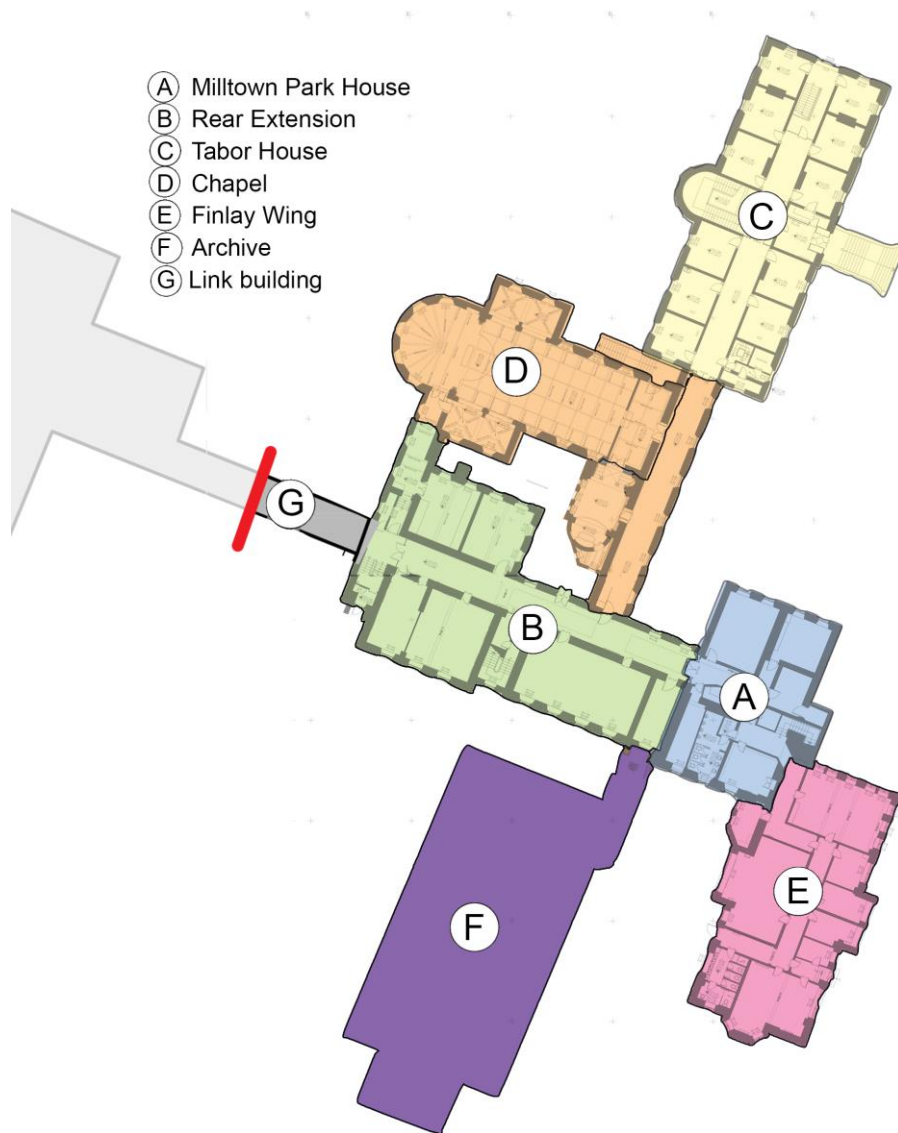 A Milltown Park House
B Rear Extension
C Tabor House
D Chapel
E Finlay Wing
F Archive
G Link building
C
D
G
B
A
E
F